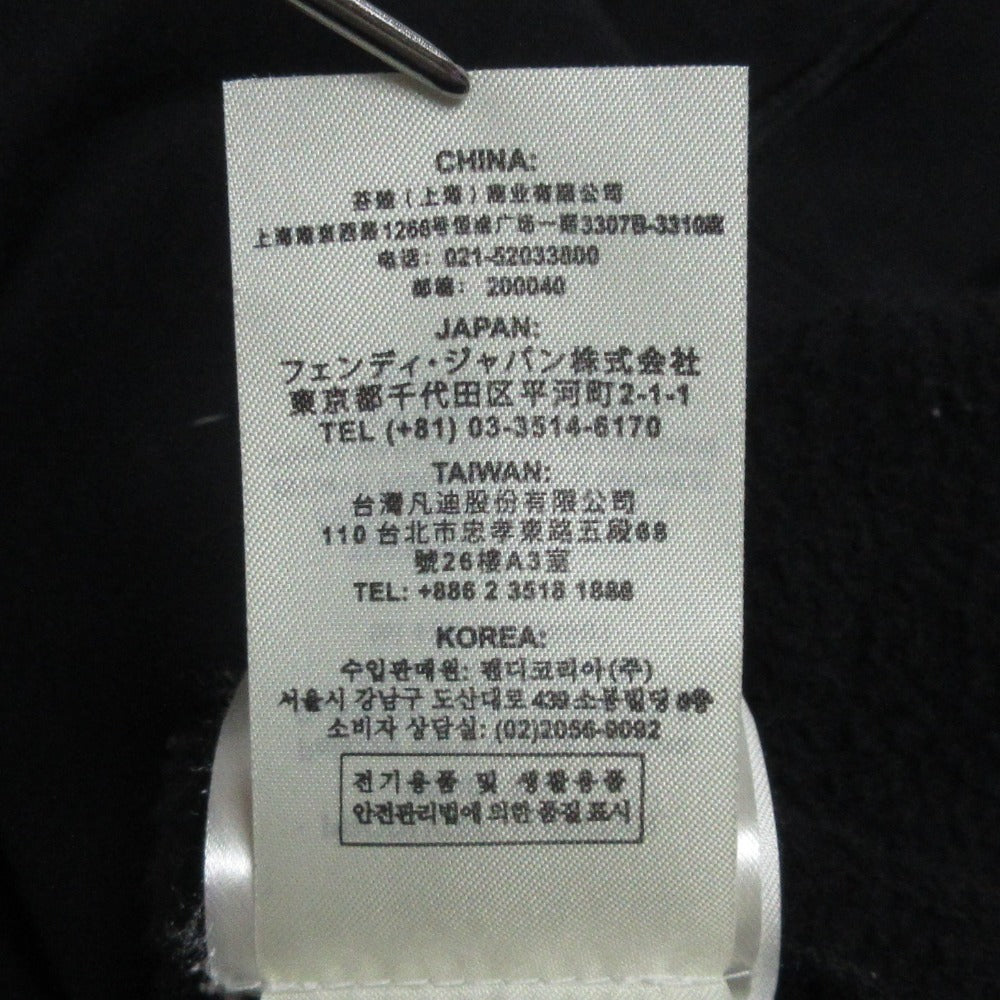 CHINA:
芬迪（上海）商业有限公司
上海南京西路1266号恒隆广场一期3307B-3310室
电话： 021-52033800
邮编： 200040
JAPAN:
フェンディ・ジャパン株式会社
東京都千代田区平河町2-1-1
TEL (+81) 03-3514-6170
TAIWAN:
台灣凡迪股份有限公司
110 台北市忠孝東路五段68
號26樓A3室
TEL: +886 2 3518 1888
KOREA:
수입판매원: 펜디코리아(주)
서울시 강남구 도산대로 439 소봉빌딩
소비자 상담실: (02)2056-9092
전기용품 및 생활용품
안전관리법에 의한 품질 표시